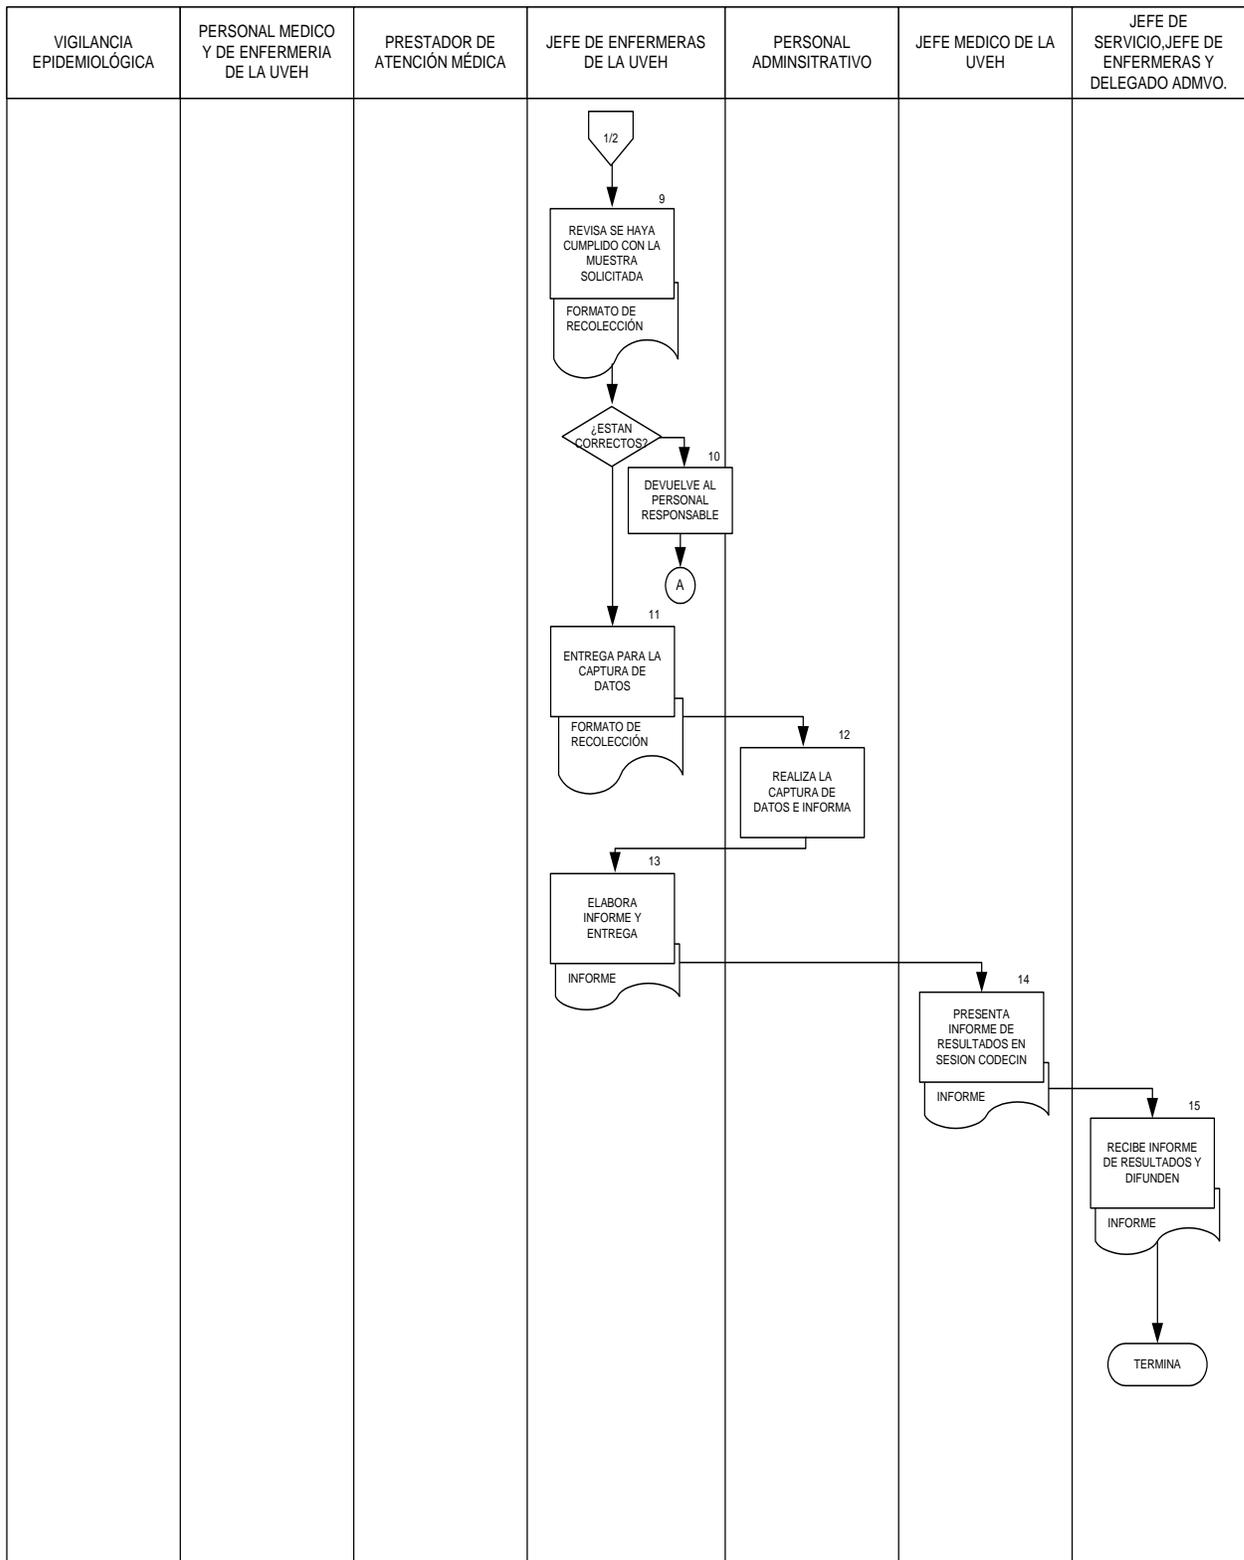 VIGILANCIA
EPIDEMIOLÓGICA
PERSONAL MEDICO
Y DE ENFERMERIA
DE LA UVEH
PRESTADOR DE
ATENCIÓN MÉDICA
JEFE DE ENFERMERAS
DE LA UVEH
PERSONAL
ADMINSITRATIVO
JEFE MEDICO DE LA
UVEH
JEFE DE
SERVICIO,JEFE DE
ENFERMERAS Y
DELEGADO ADMVO.
1/2
9
REVISA SE HAYA
CUMPLIDO CON LA
MUESTRA
SOLICITADA
FORMATO DE
RECOLECCIÓN
¿ESTAN
CORRECTOS?
10
DEVUELVE AL
PERSONAL
RESPONSABLE
A
11
ENTREGA PARA LA
CAPTURA DE
DATOS
FORMATO DE
RECOLECCIÓN
12
REALIZA LA
CAPTURA DE
DATOS E INFORMA
13
ELABORA
INFORME Y
ENTREGA
INFORME
14
PRESENTA
INFORME DE
RESULTADOS EN
SESION CODECIN
INFORME
15
RECIBE INFORME
DE RESULTADOS Y
DIFUNDEN
INFORME
TERMINA